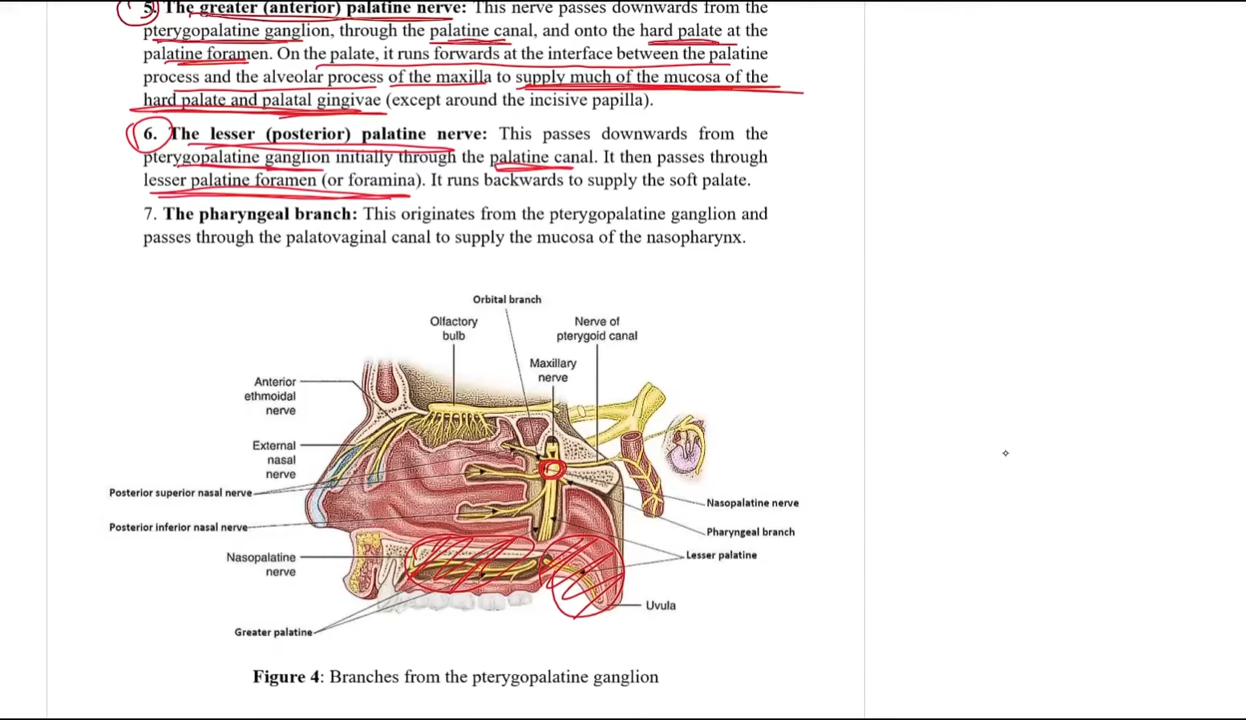 5. The greater (anterior) palatine nerve: This nerve passes downwards from the
pterygopalatine ganglion, through the palatine canal, and onto the hard palate at the
palatine foramen. On the palate, it runs forwards at the interface between the palatine
process and the alveolar process of the maxilla to supply much of the mucosa of the
hard palate and palatal gingivae (except around the incisive papilla).
6. The lesser (posterior) palatine nerve: This passes downwards from the
pterygopalatine ganglion initially through the palatine canal. It then passes through
lesser palatine foramen (or foramina). It runs backwards to supply the soft palate.
7. The pharyngeal branch: This originates from the pterygopalatine ganglion and
passes through the palatovaginal canal to supply the mucosa of the nasopharynx.
Orbital branch
Olfactory
bulb
Nerve of
pterygoid canal
Maxillary
nerve
Anterior
ethmoidal
nerve
External
nasal
nerve
Posterior superior nasal nerve
Nasopalatine nerve
Posterior inferior nasal nerve
Pharyngeal branch
Nasopalatine
nerve
Lesser palatine
Uvula
Greater palatine
Figure 4: Branches from the pterygopalatine ganglion